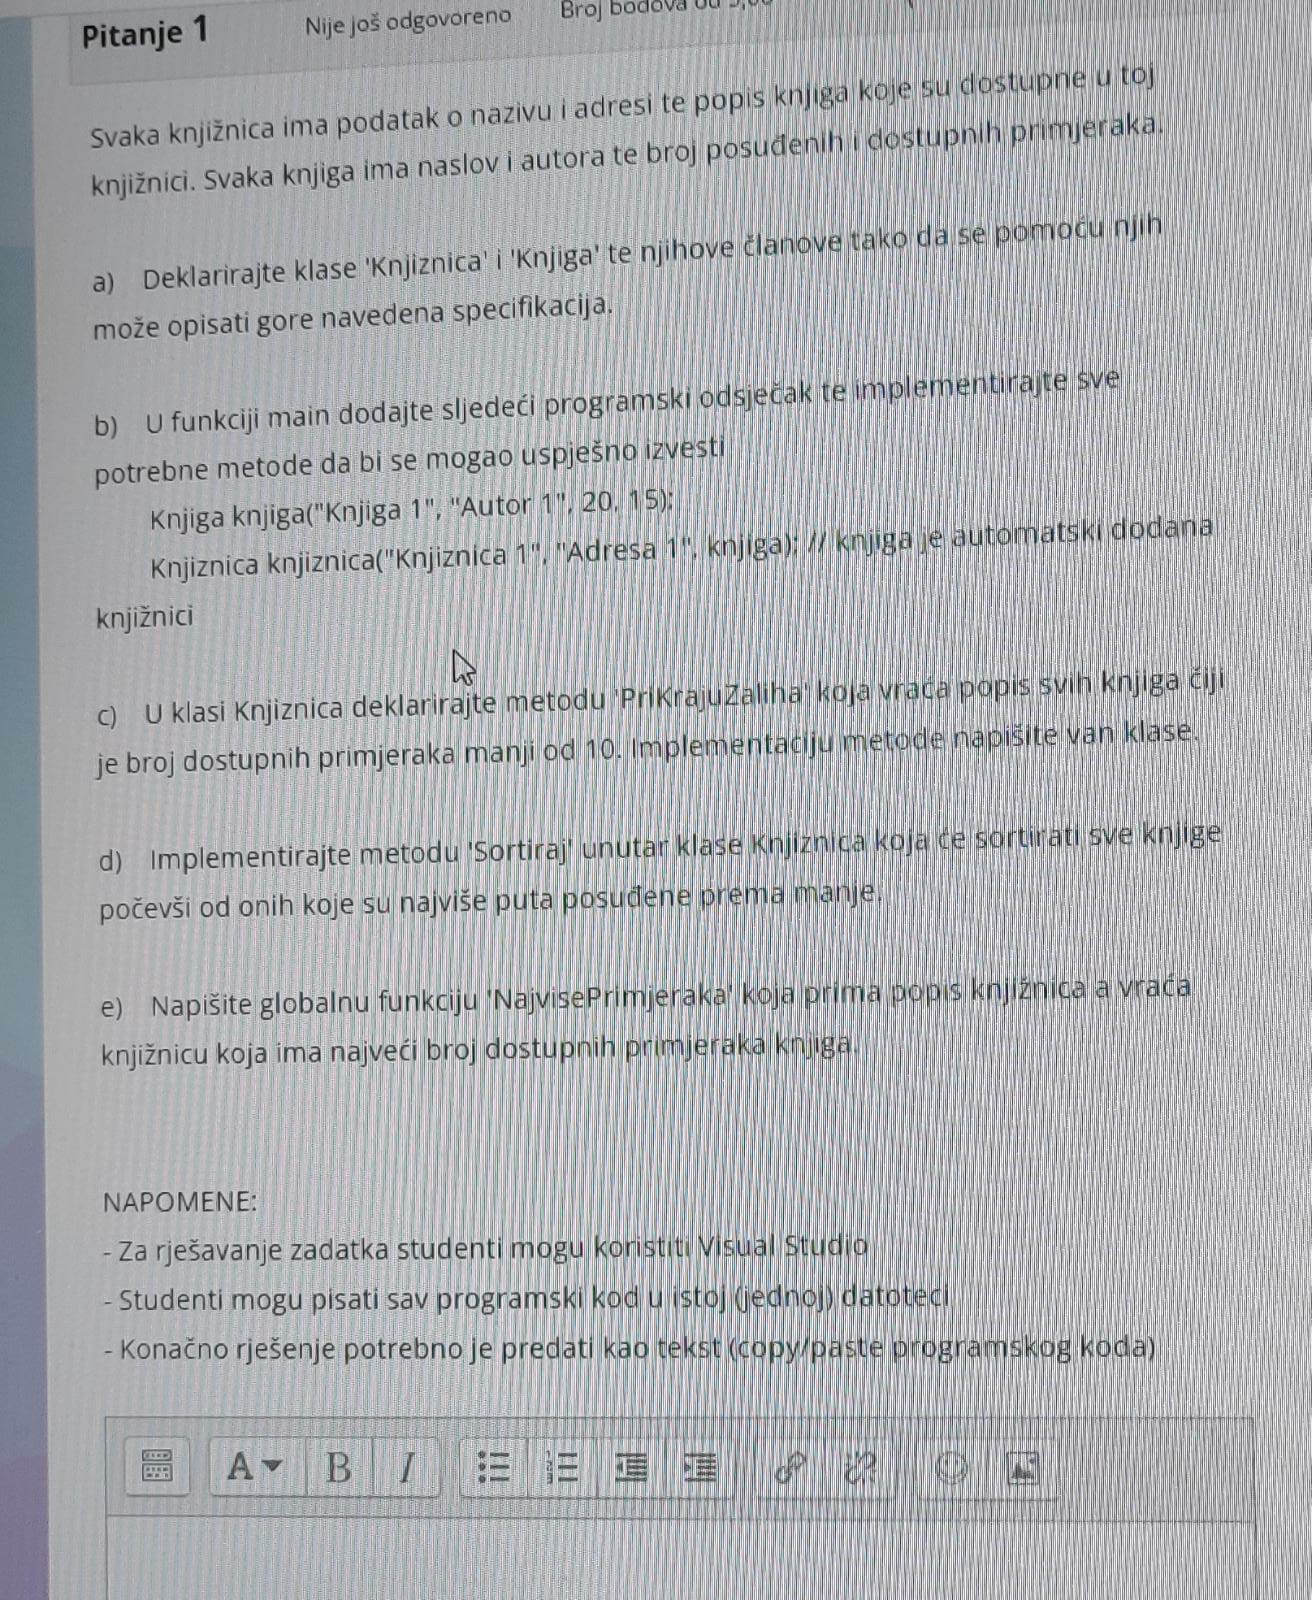 Pitanje 1
Nije još odgovoreno
Broj bodova od
Svaka knjižnica ima podatak o nazivu i adresi te popis knjiga koje su dostupne u toj
knjižnici. Svaka knjiga ima naslov i autora te broj posuđenih i dostupnih primjeraka.
a) Deklarirajte klase 'Knjiznica' i 'Knjiga' te njihove članove tako da se pomoću njih
može opisati gore navedena specifikacija.
b) U funkciji main dodajte sljedeći programski odsječak te implementirajte sve
potrebne metode da bi se mogao uspješno izvesti
Knjiga knjiga("Knjiga 1", "Autor 1", 20, 15);
Knjiznica knjiznica("Knjiznica 1", "Adresa 1", knjiga); // knjiga je automatski dodana
knjižnici
c) U klasi Knjiznica deklarirajte metodu 'PriKrajuZaliha' koja vraća popis svih knjiga čiji
je broj dostupnih primjeraka manji od 10. Implementaciju metode napišite van klase.
d) Implementirajte metodu 'Sortiraj' unutar klase Knjiznica koja će sortirati sve knjige
počevši od onih koje su najviše puta posuđene prema manje.
e) Napišite globalnu funkciju 'NajvisePrimjeraka' koja prima popis knjižnica a vraća
knjižnicu koja ima najveći broj dostupnih primjeraka knjiga.
NAPOMENE:
- Za rješavanje zadatka studenti mogu koristiti Visual Studio
- Studenti mogu pisati sav programski kod u istoj (jednoj) datoteci
- Konačno rješenje potrebno je predati kao tekst (copy/paste programskog koda)
A B I